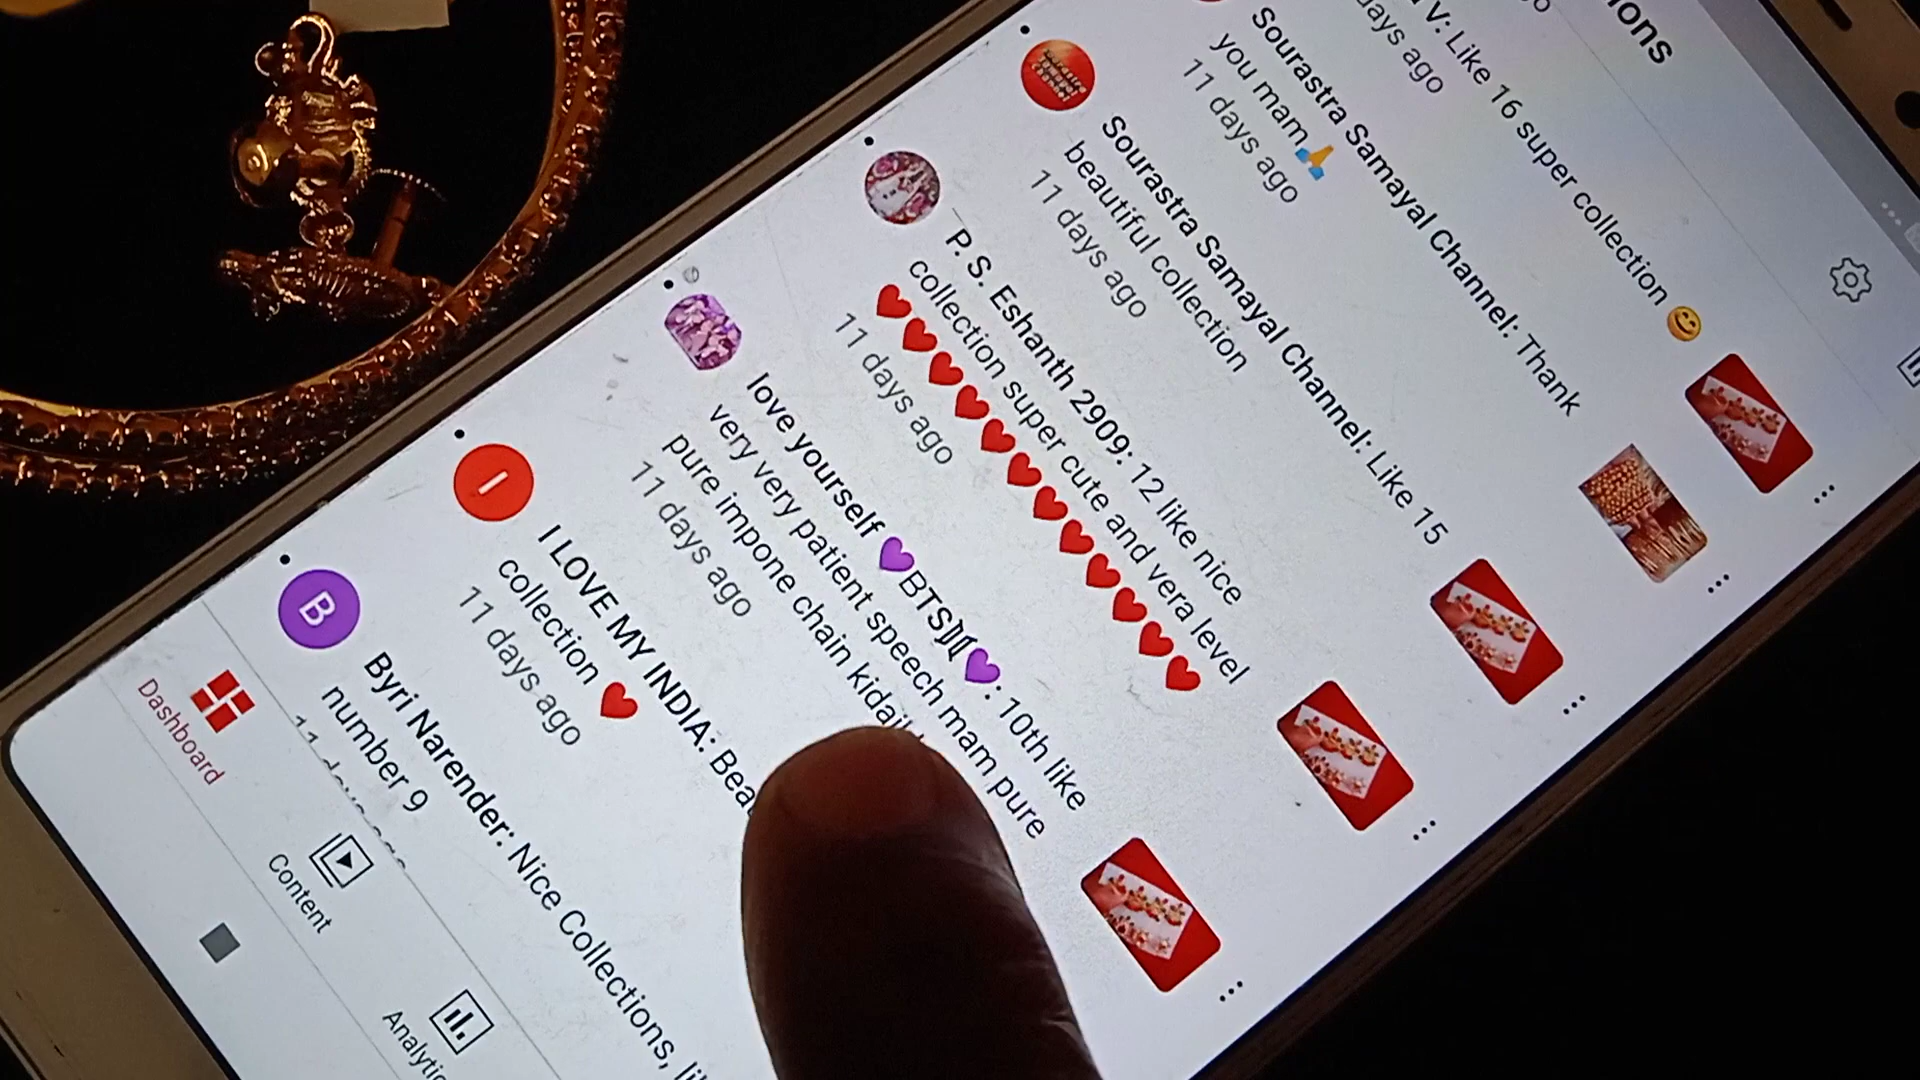 V: Like 16 super collection 😊
days ago
Sourastra Samayal Channel: Thank
you mam🙏
11 days ago
Sourastra Samayal Channel: Like 15
beautiful collection
11 days ago
P. S. Eshanth 2909: 12 like nice
collection super cute and vera level
❤️❤️❤️❤️❤️❤️❤️❤️❤️❤️❤️❤️
11 days ago
love yourself 💜BTS💜: 10th like
very very patient speech mam pure
pure impone chain
11 days ago
I LOVE MY INDIA:
collection ❤️
11 days ago
B
Byri Narender: Nice Collections,
number 9
11 days ago
Dashboard
Content